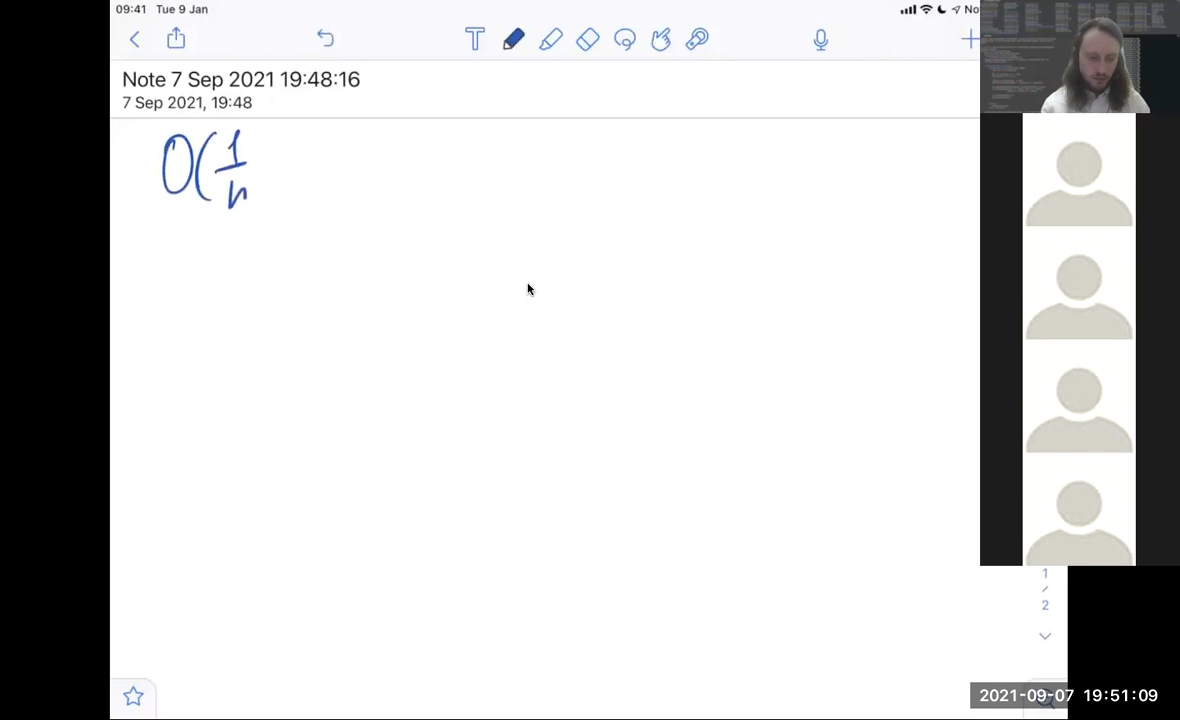 09:41 Tue 9 Jan
No
T
Note 7 Sep 2021 19:48:16
7 Sep 2021, 19:48
O(1/n
1
/
2
2021-09-07 19:51:09